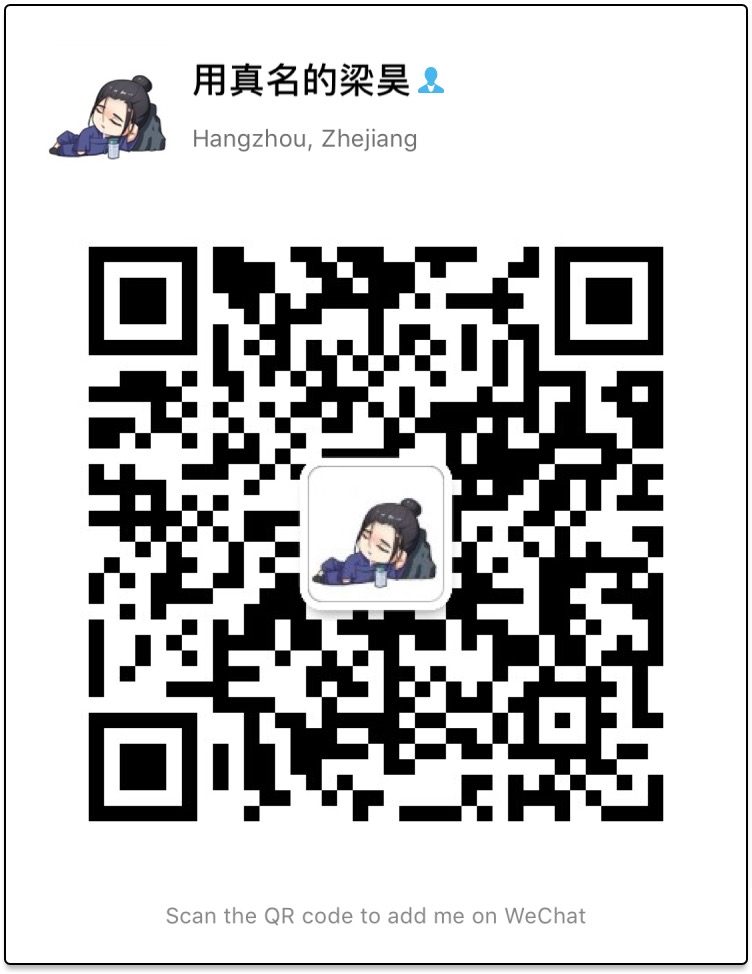 用真名的梁昊
Hangzhou, Zhejiang
Scan the QR code to add me on WeChat